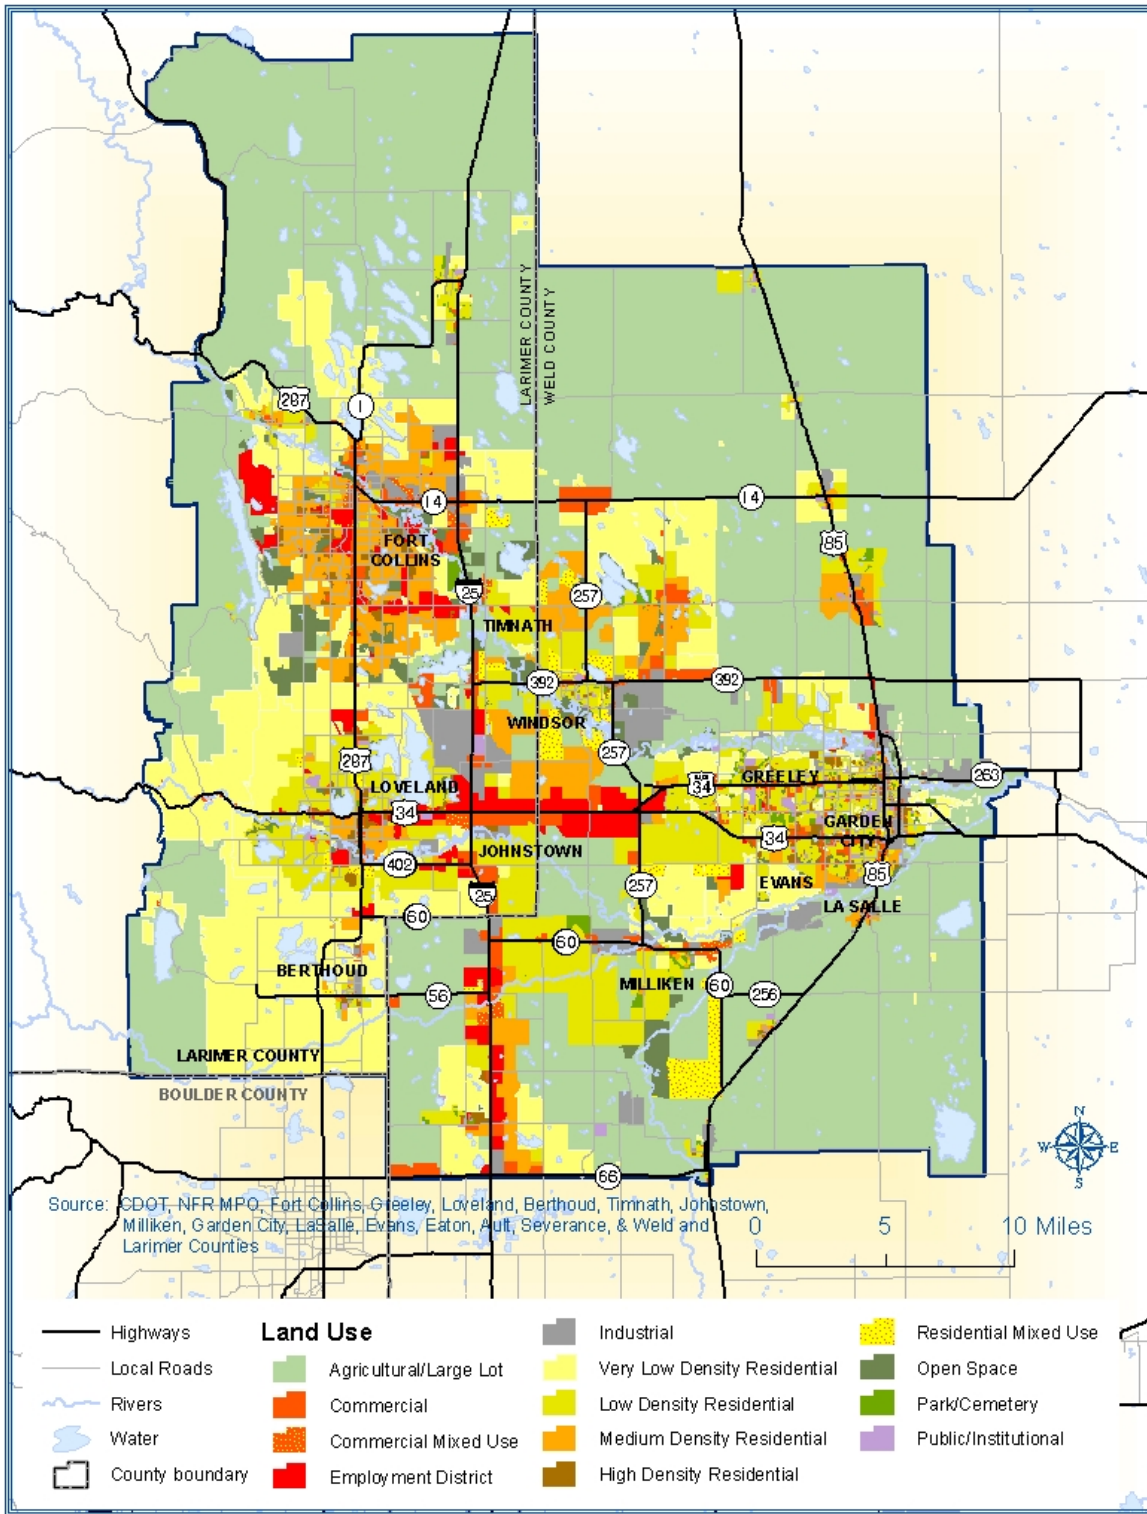 LARIMER COUNTY
WELD COUNTY
287
1
14
14
FORT
COLLINS
85
25
257
TIMNATH
392
392
WINDSOR
287
257
LOVELAND
34
GREELEY
263
34
GARDEN
CITY
34
JOHNSTOWN
402
85
EVANS
257
25
LA SALLE
60
60
BERTHOUD
MILLIKEN
60
56
256
LARIMER COUNTY
BOULDER COUNTY
N
W
E
S
66
Source: CDOT, NFR MPO, Fort Collins, Greeley, Loveland, Berthoud, Timnath, Johnstown,
Milliken, Garden City, LaSalle, Evans, Eaton, Ault, Severance, & Weld and
Larimer Counties
0 5 10 Miles
Highways
Local Roads
Rivers
Water
County boundary
Land Use
Agricultural/Large Lot
Commercial
Commercial Mixed Use
Employment District
Industrial
Very Low Density Residential
Low Density Residential
Medium Density Residential
High Density Residential
Residential Mixed Use
Open Space
Park/Cemetery
Public/Institutional